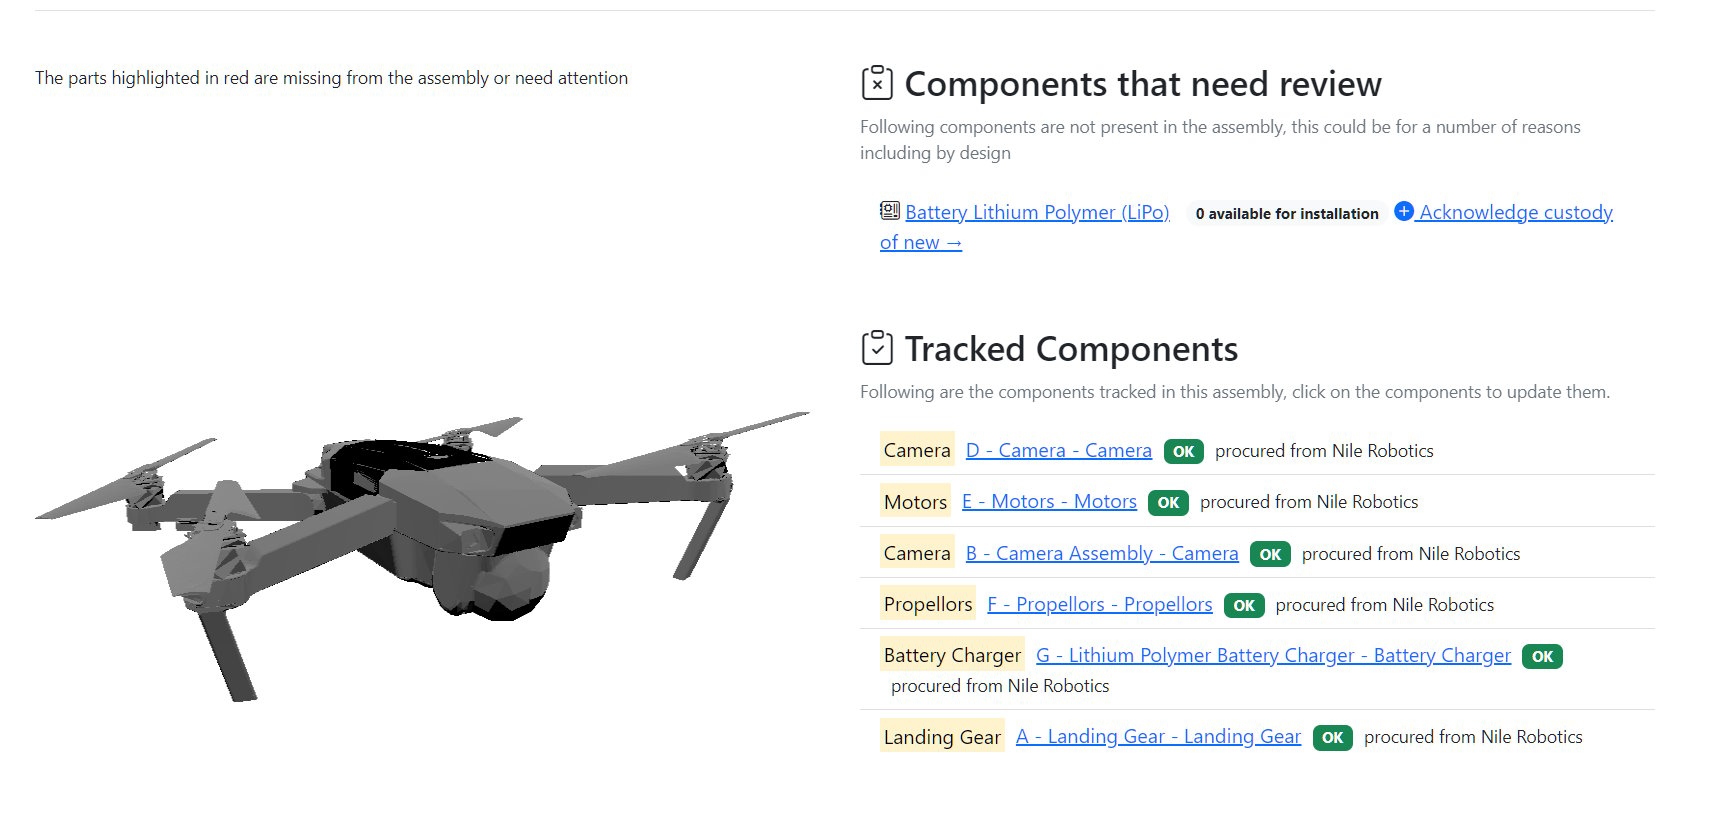 The parts highlighted in red are missing from the assembly or need attention
Components that need review
Following components are not present in the assembly, this could be for a number of reasons
including by design
Battery Lithium Polymer (LiPo) 0 available for installation Acknowledge custody
of new →
Tracked Components
Following are the components tracked in this assembly, click on the components to update them.
Camera D - Camera - Camera OK procured from Nile Robotics
Motors E - Motors - Motors OK procured from Nile Robotics
Camera B - Camera Assembly - Camera OK procured from Nile Robotics
Propellors F - Propellors - Propellors OK procured from Nile Robotics
Battery Charger G - Lithium Polymer Battery Charger - Battery Charger OK
procured from Nile Robotics
Landing Gear A - Landing Gear - Landing Gear OK procured from Nile Robotics